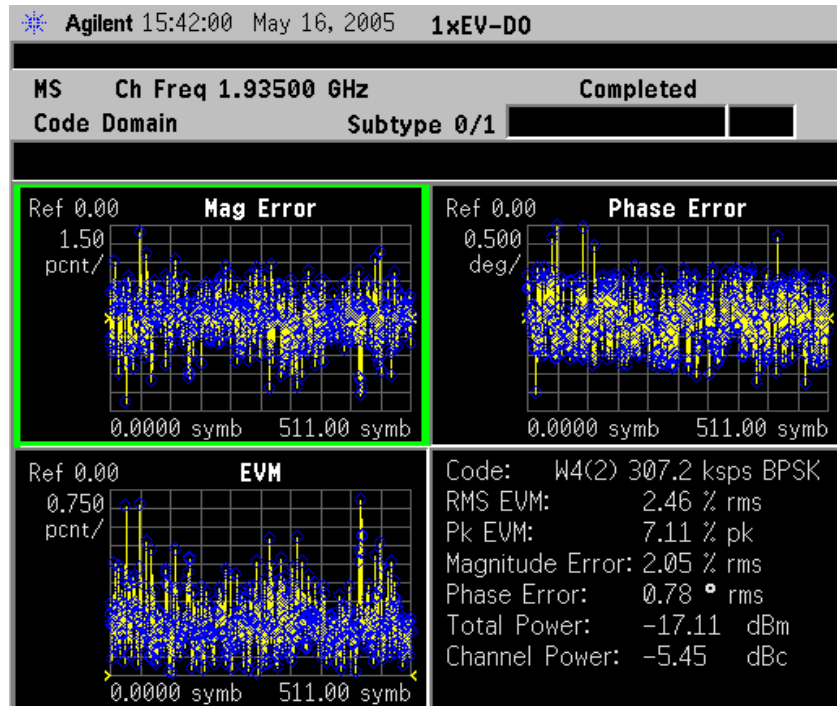 Agilent 15:42:00 May 16, 2005 1xEV-DO
MS Ch Freq 1.93500 GHz Completed
Code Domain Subtype 0/1
Ref 0.00 Mag Error
1.50
pcnt/
0.0000 symb 511.00 symb
Ref 0.00 Phase Error
0.500
deg/
0.0000 symb 511.00 symb
Ref 0.00 EVM
0.750
pcnt/
0.0000 symb 511.00 symb
Code: W4(2) 307.2 ksps BPSK
RMS EVM: 2.46 % rms
Pk EVM: 7.11 % pk
Magnitude Error: 2.05 % rms
Phase Error: 0.78 ° rms
Total Power: -17.11 dBm
Channel Power: -5.45 dBc